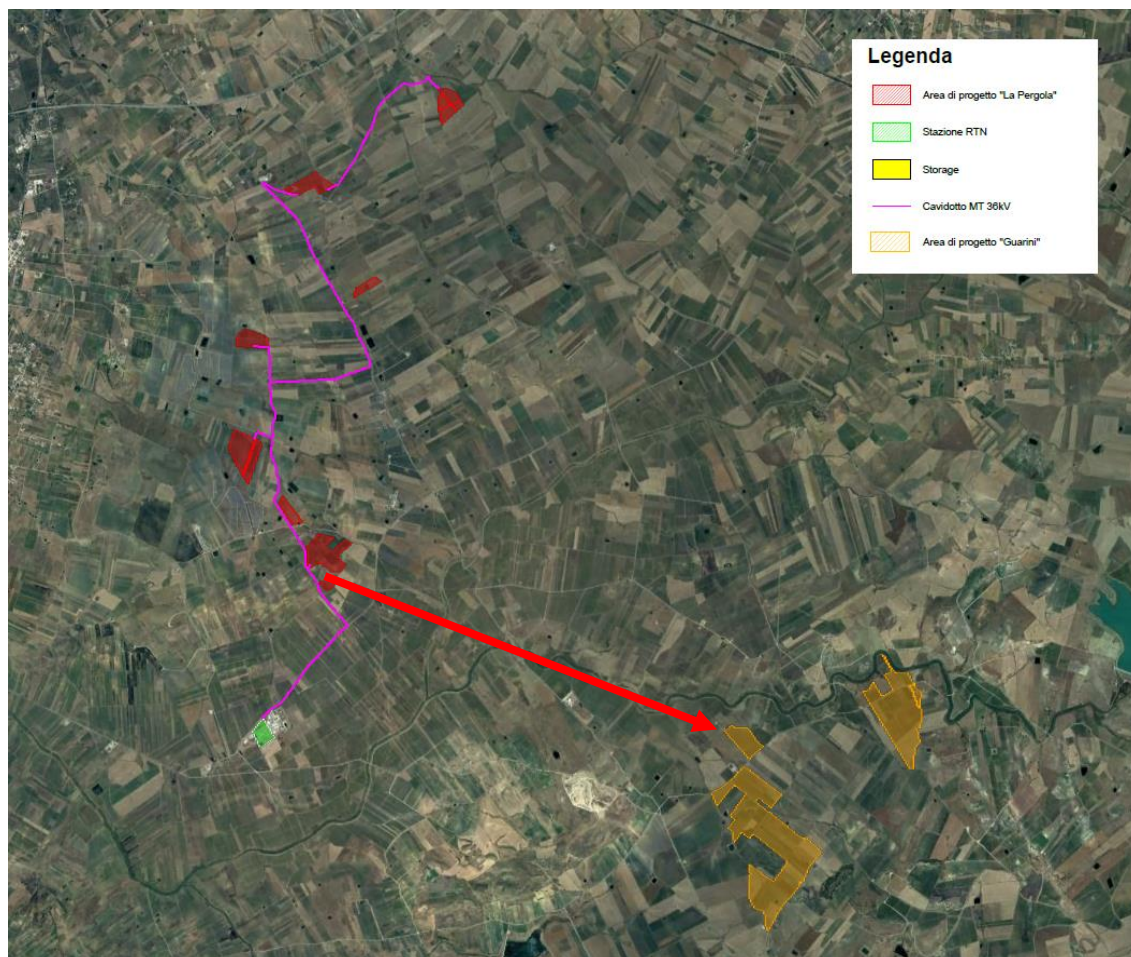 Legenda
Area di progetto "La Pergola"
Stazione RTN
Storage
Cavidotto MT 36kV
Area di progetto "Guarini"